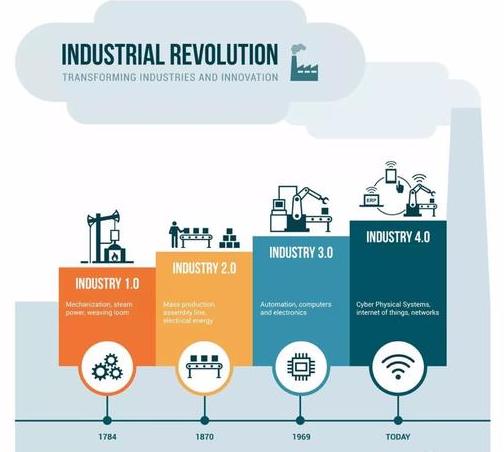 INDUSTRIAL REVOLUTION
TRANSFORMING INDUSTRIES AND INNOVATION
ERP
INDUSTRY 1.0
Mechanization, steam
power, weaving loom
INDUSTRY 2.0
Mass production
assembly line,
electrical energy
INDUSTRY 3.0
Automation, computers
and electronics
INDUSTRY 4.0
Cyber Physical Systems,
internet of things, networks
1784
1870
1969
TODAY